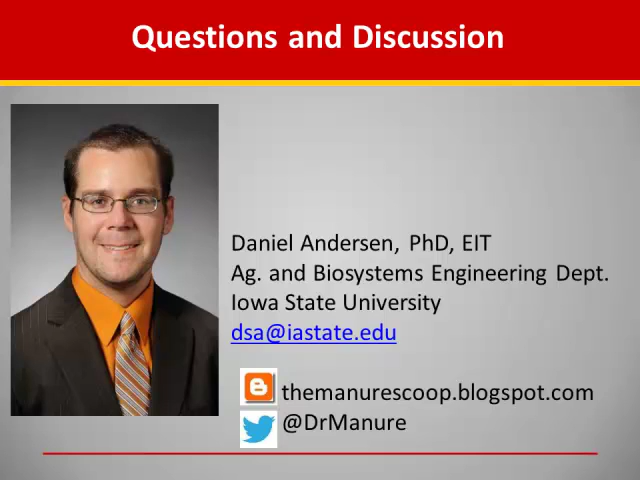 Questions and Discussion
Daniel Andersen, PhD, EIT
Ag. and Biosystems Engineering Dept.
Iowa State University
dsa@iastate.edu
themanurescoop.blogspot.com
@DrManure